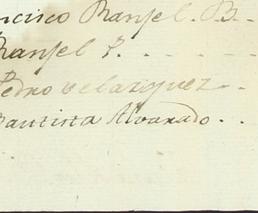 ncisco Ranjel. B. -
Ranjel P. - - -
Pedro velazquez - -
Bautista Alvarado - -